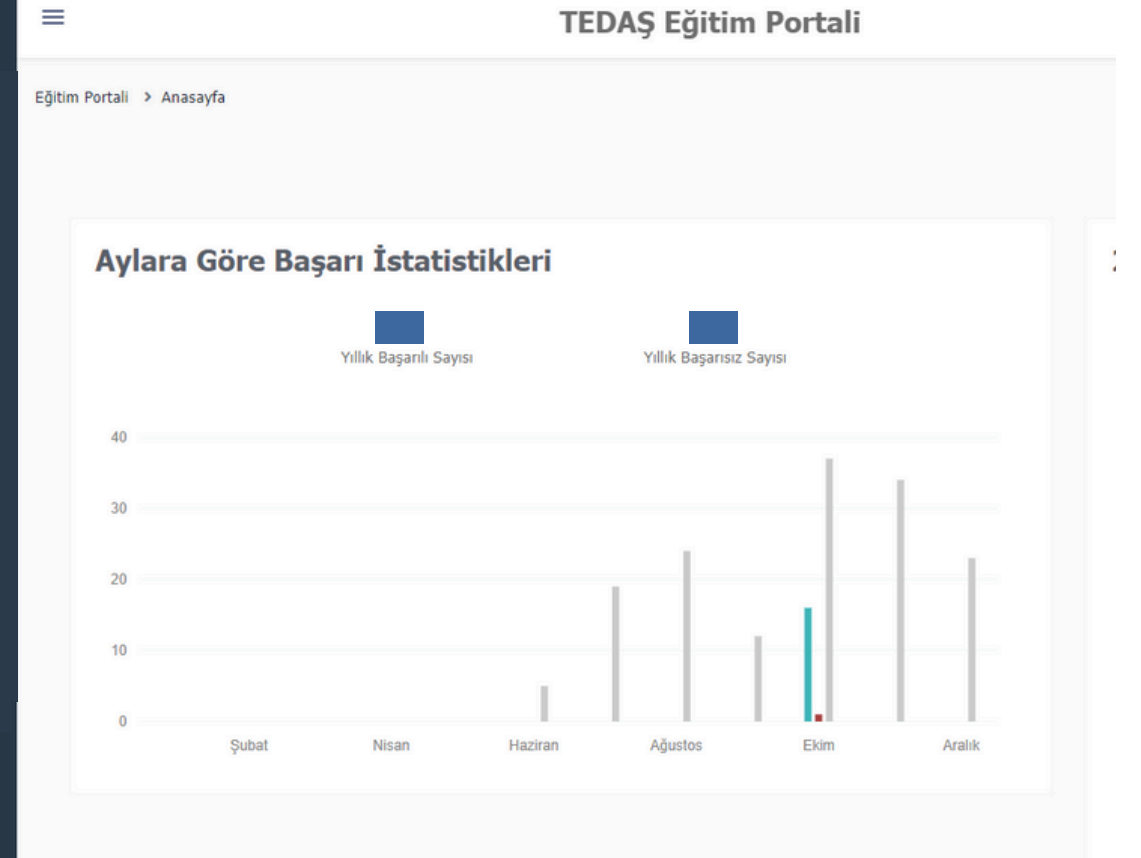 TEDAŞ Eğitim Portali
Eğitim Portali > Anasayfa
Aylara Göre Başarı İstatistikleri
Yıllık Başarılı Sayısı
Yıllık Başarısız Sayısı
40
30
20
10
0
Şubat Nisan Haziran Ağustos Ekim Aralık